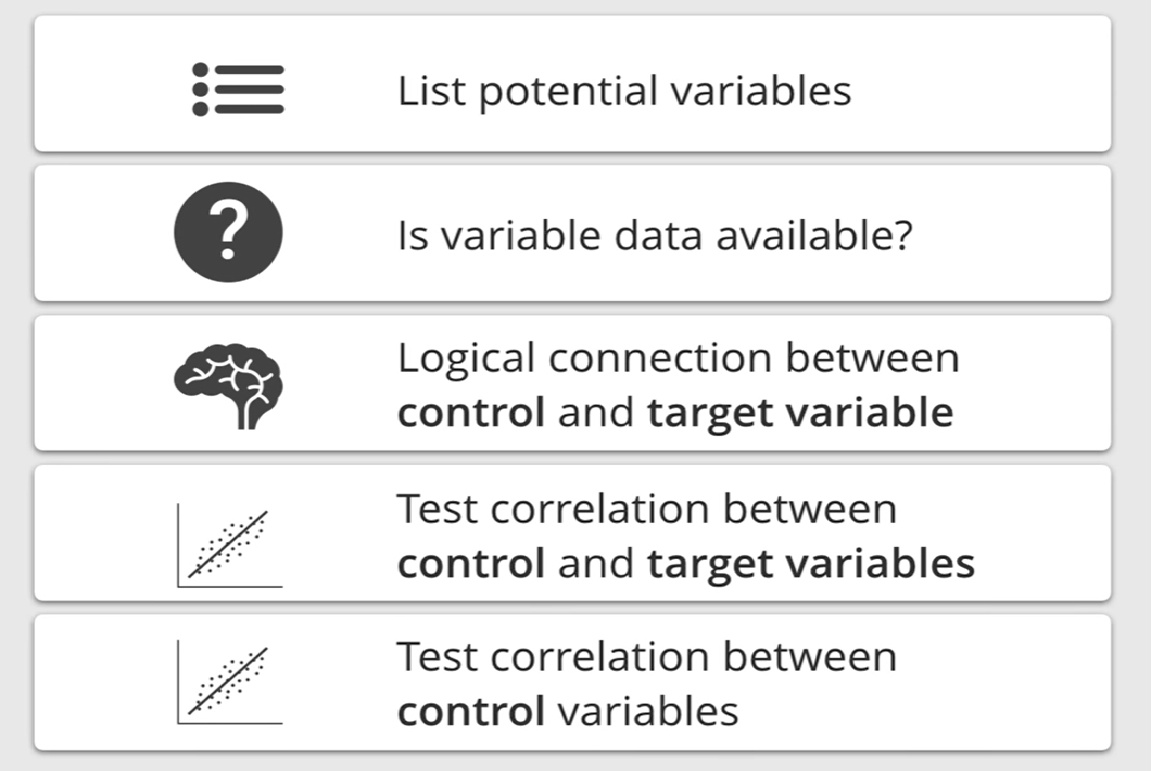 List potential variables
Is variable data available?
Logical connection between
control and target variable
Test correlation between
control and target variables
Test correlation between
control variables